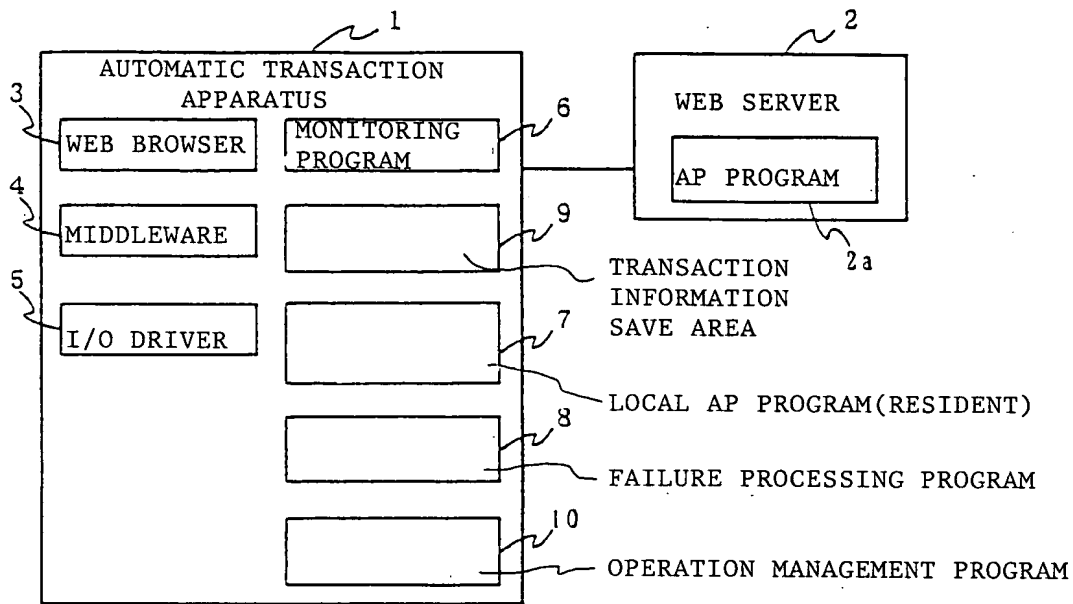 1
AUTOMATIC TRANSACTION
APPARATUS
3
WEB BROWSER
4
MIDDLEWARE
5
I/O DRIVER
6
MONITORING
PROGRAM
9
TRANSACTION
INFORMATION
SAVE AREA
7
LOCAL AP PROGRAM(RESIDENT)
8
FAILURE PROCESSING PROGRAM
10
OPERATION MANAGEMENT PROGRAM
2
WEB SERVER
AP PROGRAM
2a